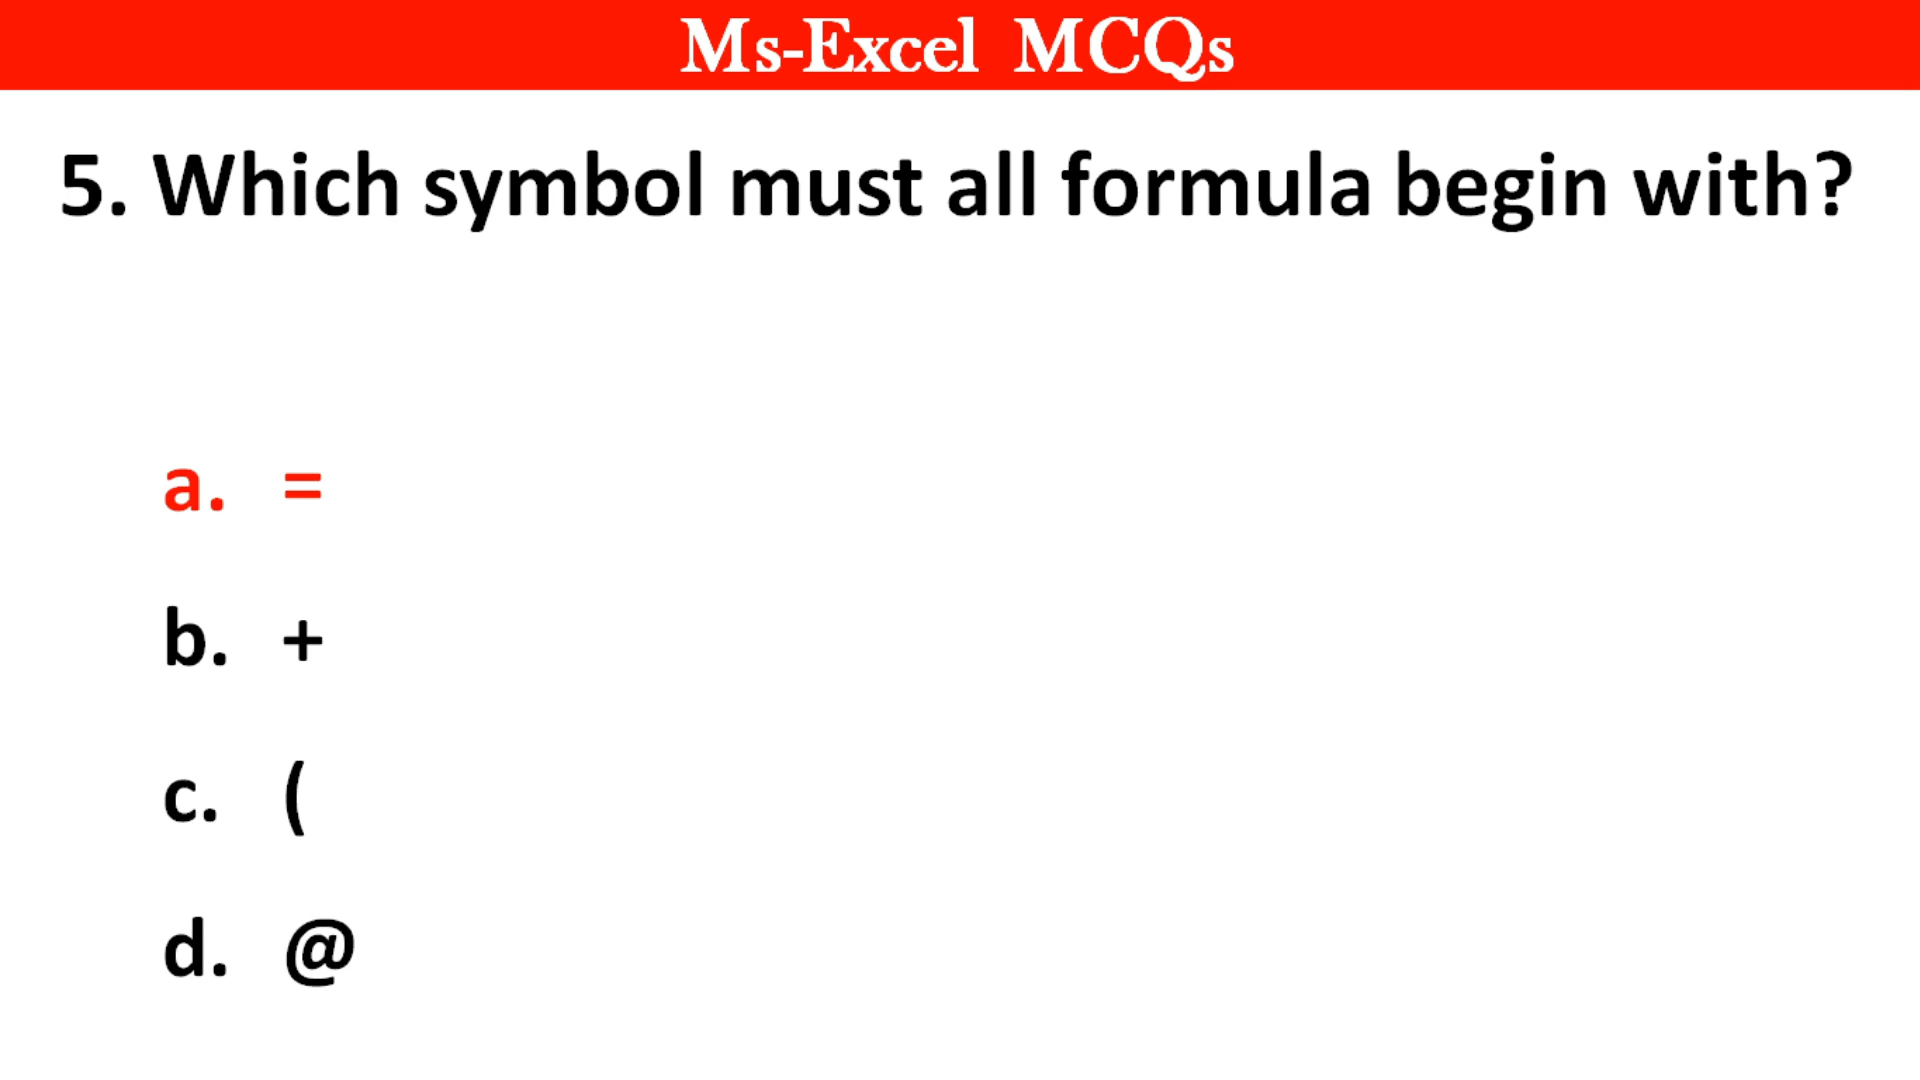 Ms-Excel MCQs
5. Which symbol must all formula begin with?
a. =
b. +
c. (
d. @